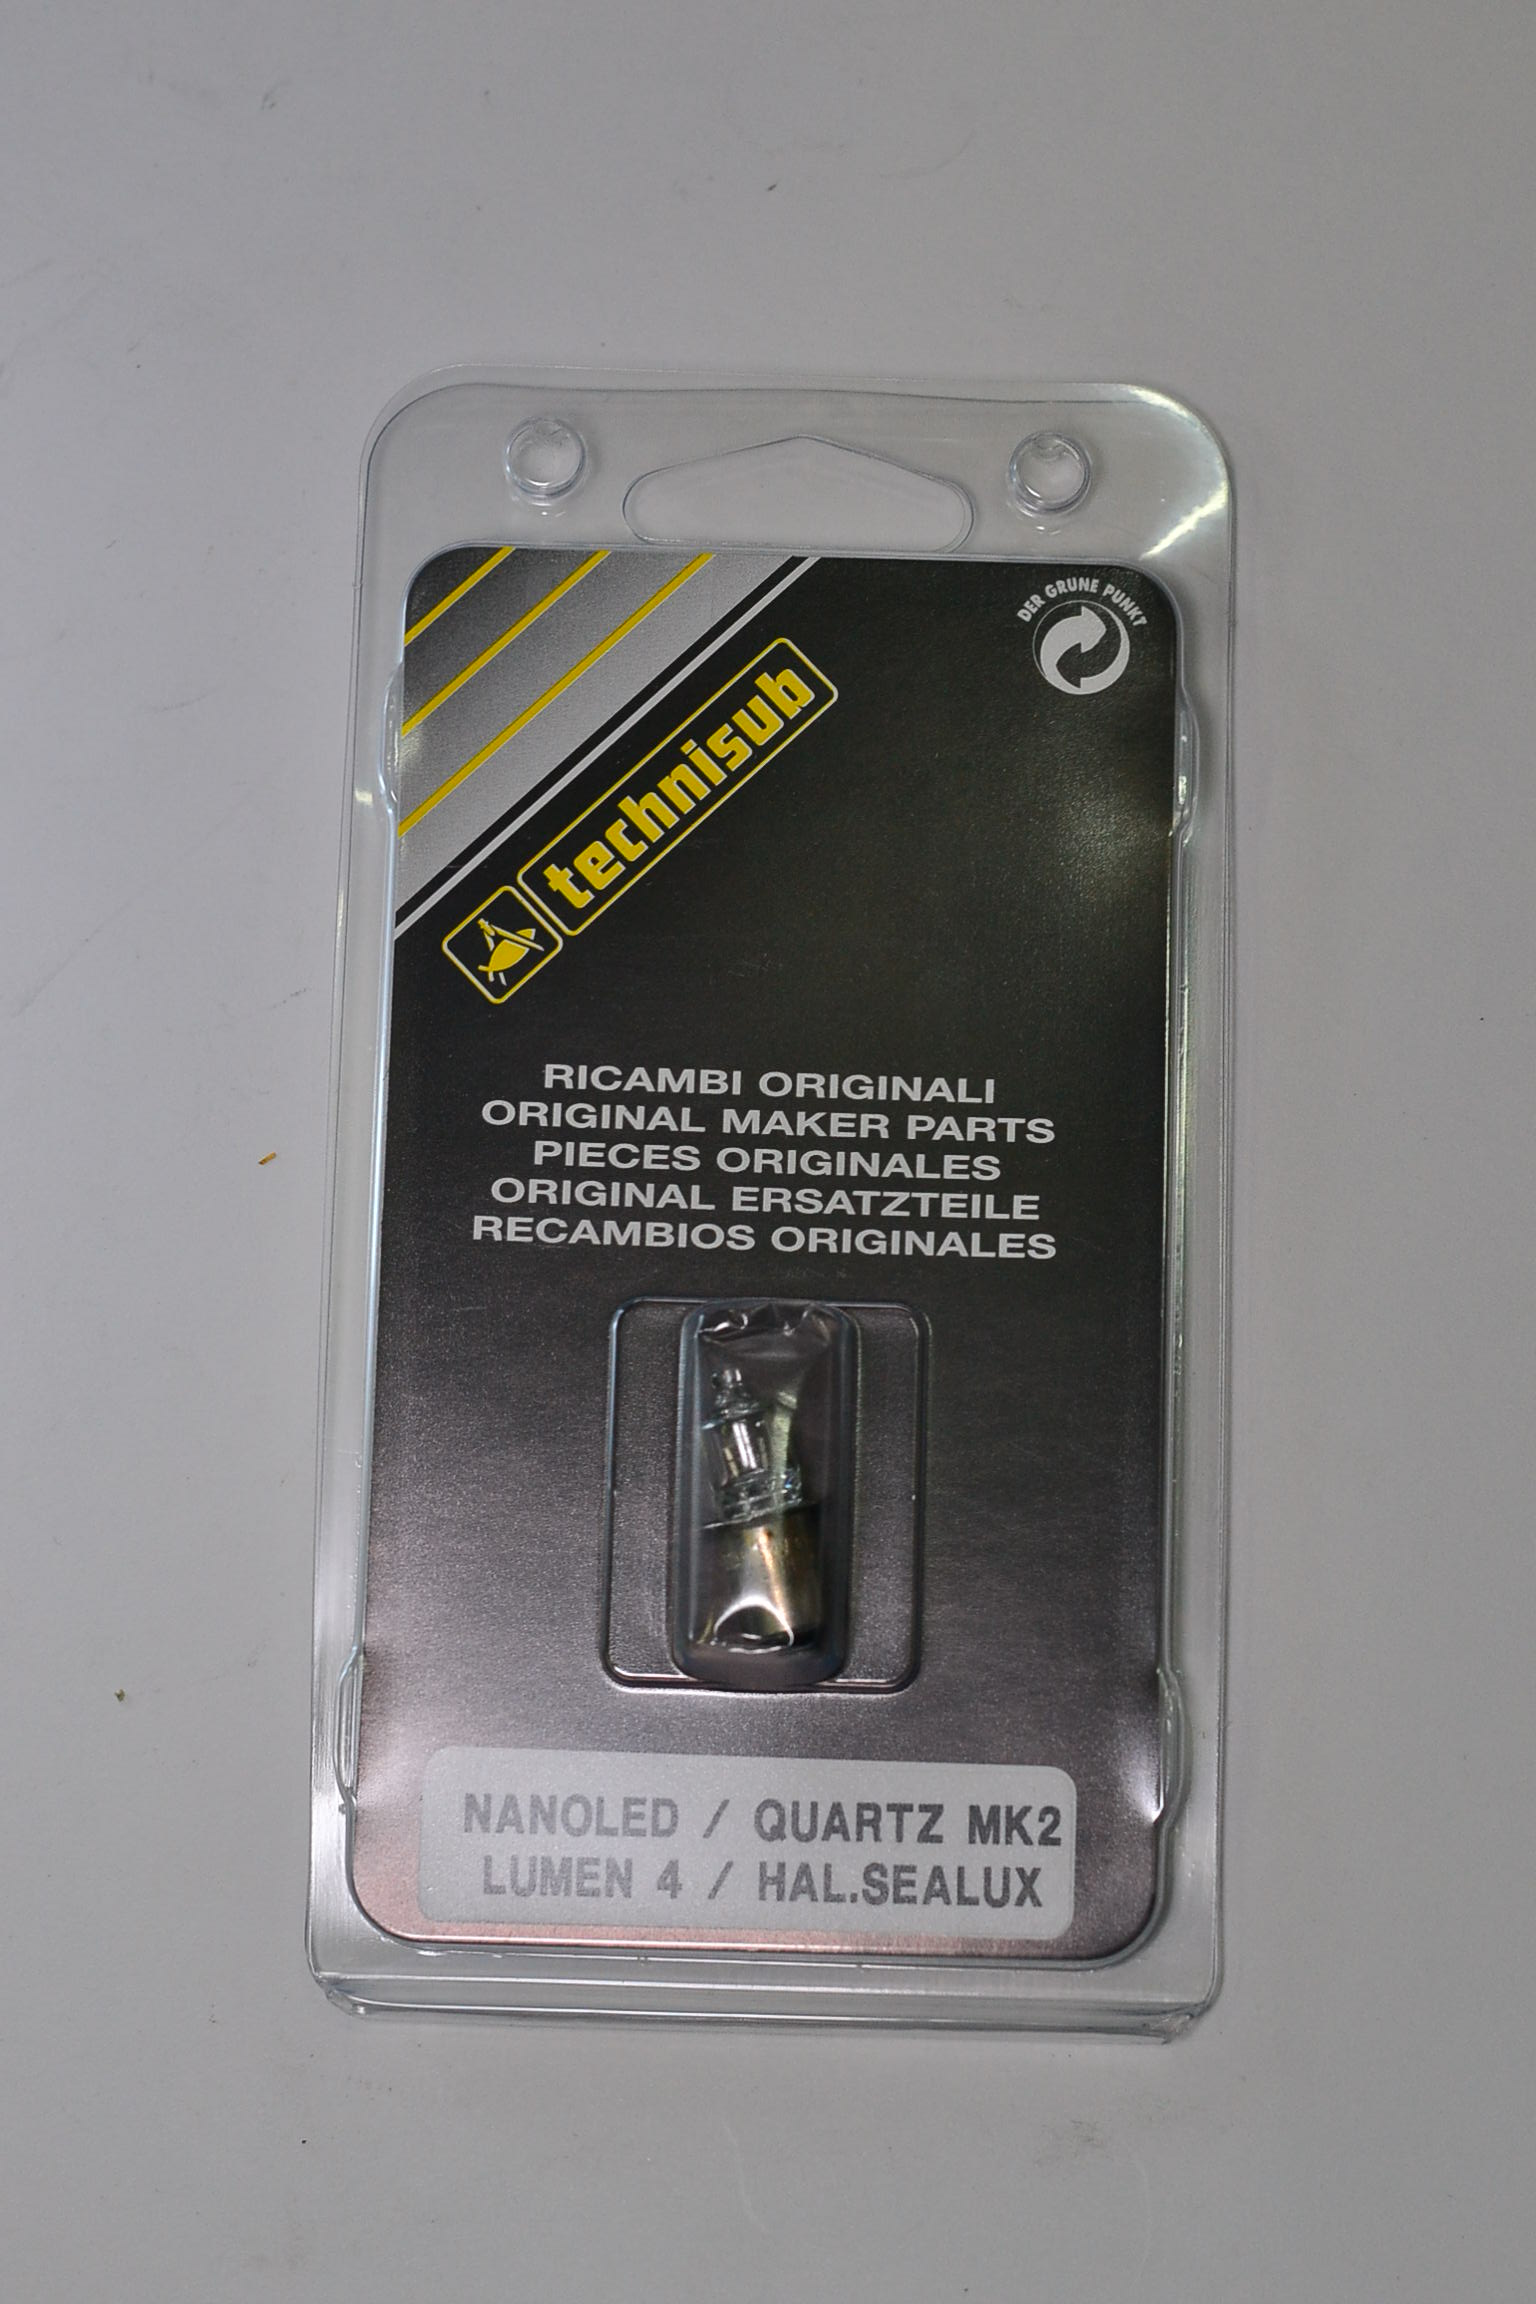 DER GRUNE PUNKT
technisub
RICAMBI ORIGINALI
ORIGINAL MAKER PARTS
PIECES ORIGINALES
ORIGINAL ERSATZTEILE
RECAMBIOS ORIGINALES
NANOLED / QUARTZ MK2
LUMEN 4 / HAL.SEALUX